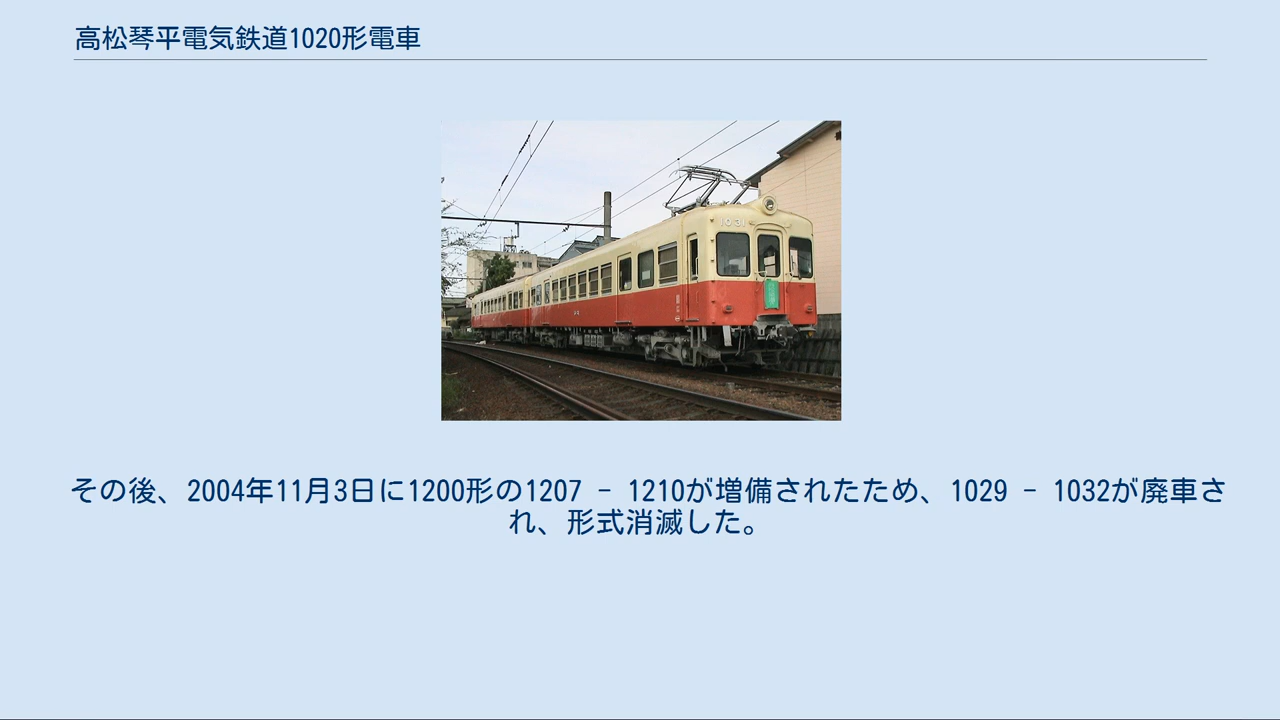 高松琴平電気鉄道1020形電車
1031
その後、2004年11月3日に1200形の1207 - 1210が増備されたため、1029 - 1032が廃車さ
れ、形式消滅した。